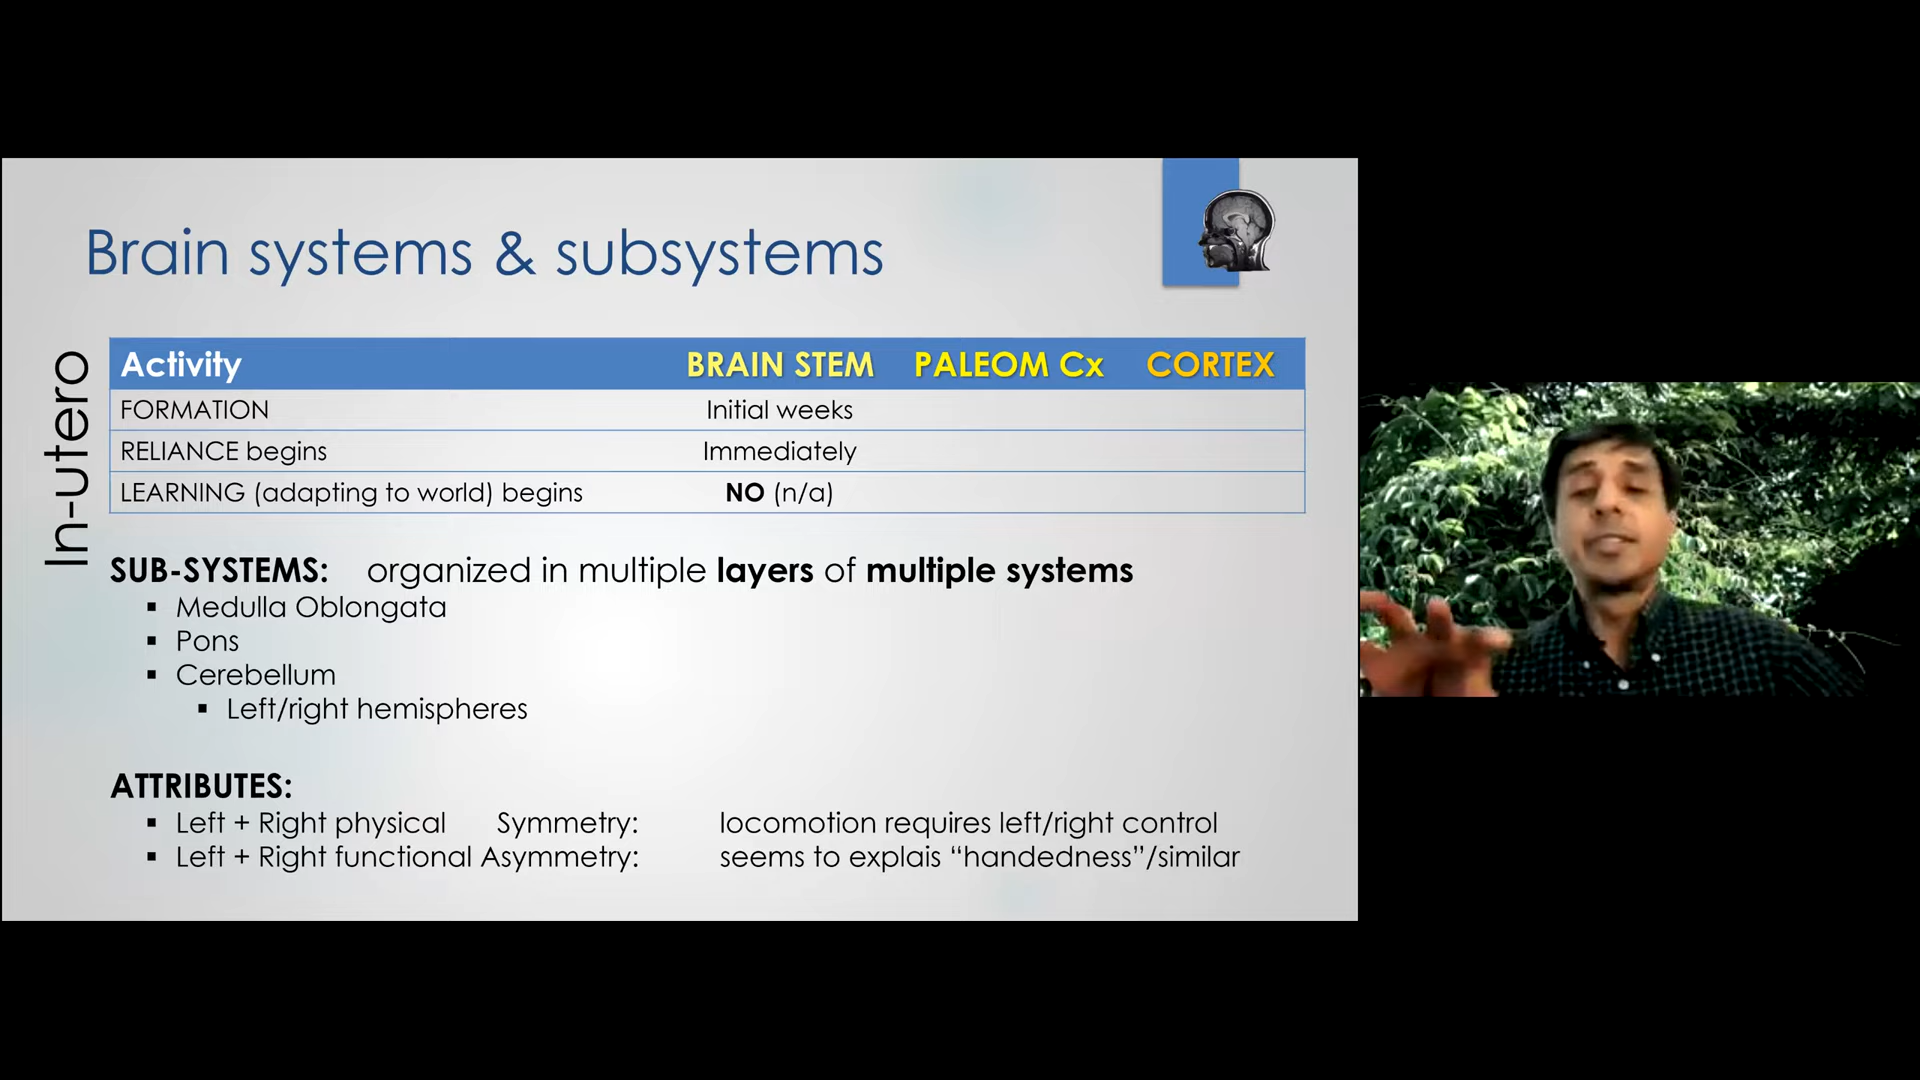 Brain systems & subsystems
In-utero
Activity BRAIN STEM PALEOM Cx CORTEX
FORMATION Initial weeks
RELIANCE begins Immediately
LEARNING (adapting to world) begins NO (n/a)
SUB-SYSTEMS: organized in multiple layers of multiple systems
▪ Medulla Oblongata
▪ Pons
▪ Cerebellum
▪ Left/right hemispheres
ATTRIBUTES:
▪ Left + Right physical Symmetry: locomotion requires left/right control
▪ Left + Right functional Asymmetry: seems to explais “handedness”/similar